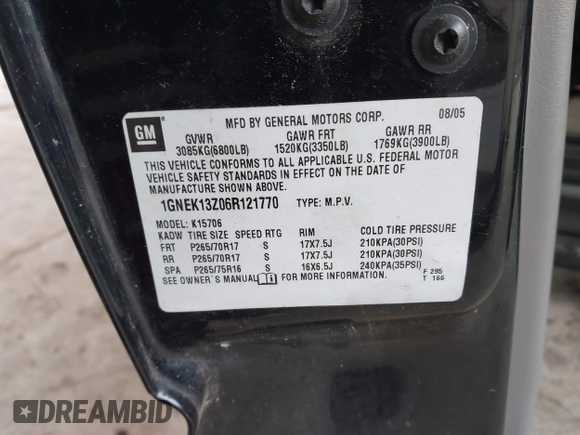 GM
MFD BY GENERAL MOTORS CORP. 08/05
GVWR GAWR FRT GAWR RR
3085KG(6800LB) 1520KG(3350LB) 1769KG(3900LB)
THIS VEHICLE CONFORMS TO ALL APPLICABLE U.S. FEDERAL MOTOR
VEHICLE SAFETY STANDARDS IN EFFECT ON THE DATE OF
MANUFACTURE SHOWN ABOVE.
1GNEK13Z06R121770 TYPE: M.P.V.
MODEL: K15706
KADW TIRE SIZE SPEED RTG RIM COLD TIRE PRESSURE
FRT P265/70R17 S 17X7.5J 210KPA(30PSI)
RR P265/70R17 S 17X7.5J 210KPA(30PSI)
SPA P265/75R16 S 16X6.5J 240KPA(35PSI)
SEE OWNER'S MANUAL FOR MORE INFORMATION.
F 295
T 166
DREAMBID